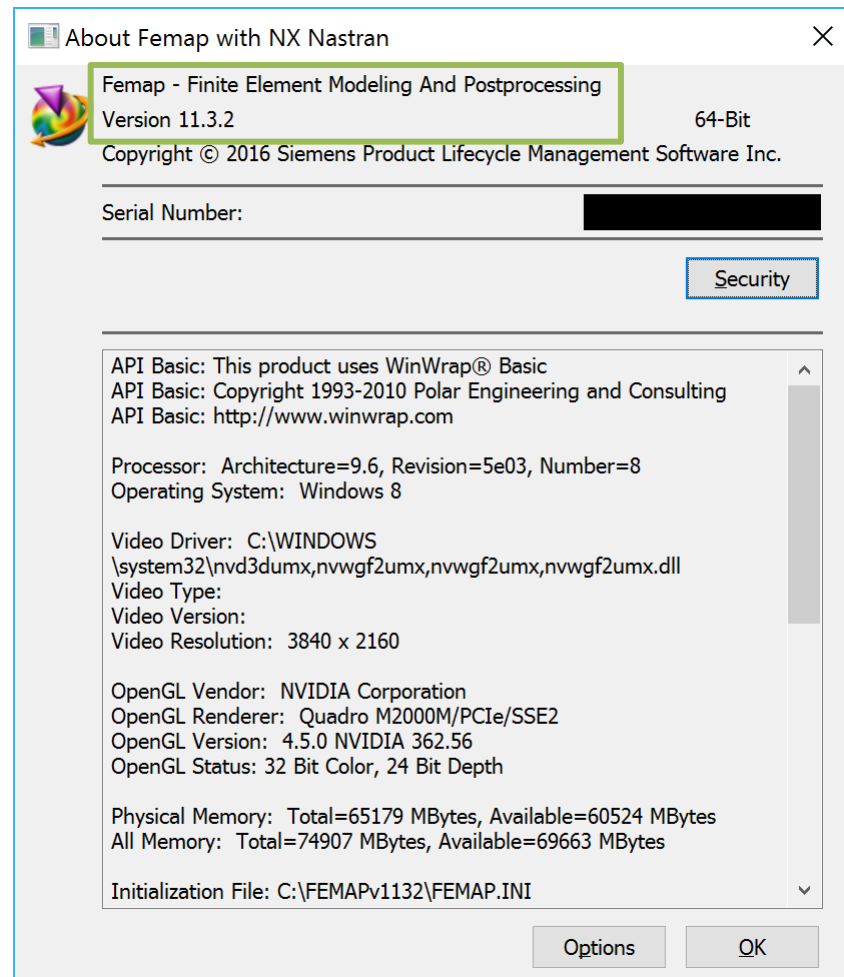 About Femap with NX Nastran
Femap - Finite Element Modeling And Postprocessing
Version 11.3.2 64-Bit
Copyright © 2016 Siemens Product Lifecycle Management Software Inc.
Serial Number:
Security
API Basic: This product uses WinWrap® Basic
API Basic: Copyright 1993-2010 Polar Engineering and Consulting
API Basic: http://www.winwrap.com
Processor: Architecture=9.6, Revision=5e03, Number=8
Operating System: Windows 8
Video Driver: C:\WINDOWS
\system32\nvd3dumx,nvwgf2umx,nvwgf2umx,nvwgf2umx.dll
Video Type:
Video Version:
Video Resolution: 3840 x 2160
OpenGL Vendor: NVIDIA Corporation
OpenGL Renderer: Quadro M2000M/PCIe/SSE2
OpenGL Version: 4.5.0 NVIDIA 362.56
OpenGL Status: 32 Bit Color, 24 Bit Depth
Physical Memory: Total=65179 MBytes, Available=60524 MBytes
All Memory: Total=74907 MBytes, Available=69663 MBytes
Initialization File: C:\FEMAPv1132\FEMAP.INI
Options OK